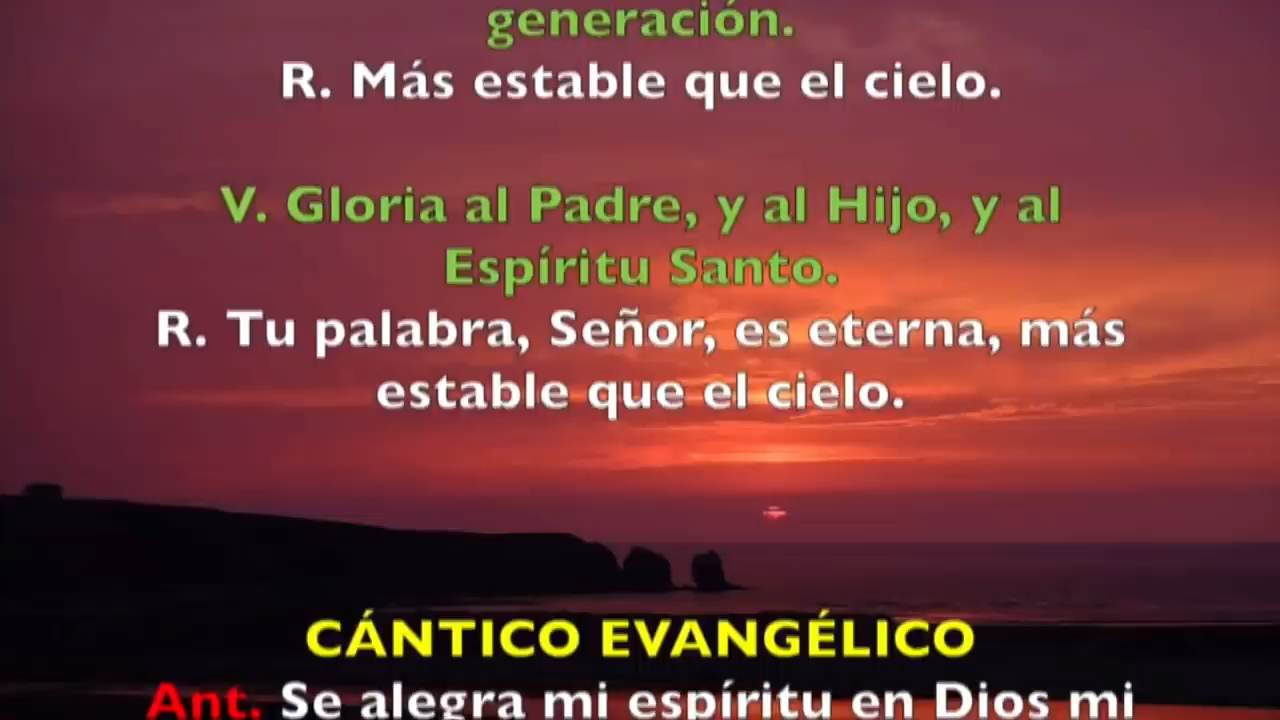 generación.
R. Más estable que el cielo.
V. Gloria al Padre, y al Hijo, y al
Espíritu Santo.
R. Tu palabra, Señor, es eterna, más
estable que el cielo.
CÁNTICO EVANGÉLICO
Ant. Se alegra mi espíritu en Dios mi